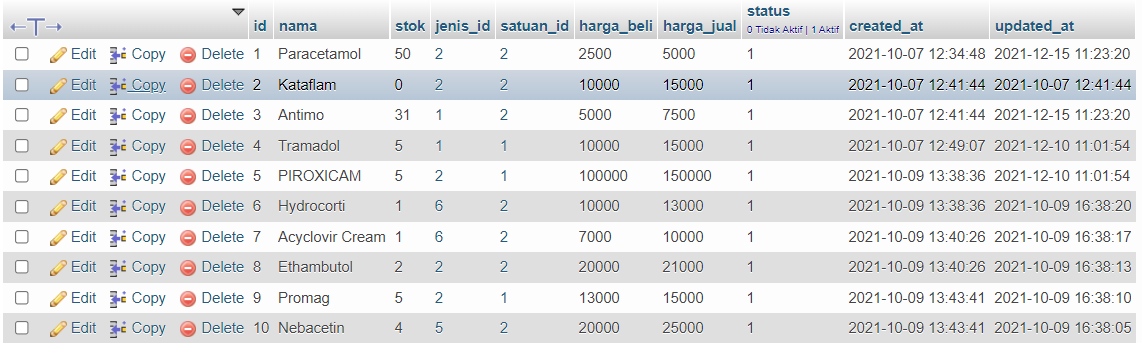 id nama stok jenis_id satuan_id harga_beli harga_jual status created_at updated_at
0 Tidak Aktif | 1 Aktif
Edit Copy Delete 1 Paracetamol 50 2 2 2500 5000 1 2021-10-07 12:34:48 2021-12-15 11:23:20
Edit Copy Delete 2 Kataflam 0 2 2 10000 15000 1 2021-10-07 12:41:44 2021-10-07 12:41:44
Edit Copy Delete 3 Antimo 31 1 2 5000 7500 1 2021-10-07 12:41:44 2021-12-15 11:23:20
Edit Copy Delete 4 Tramadol 5 1 1 10000 15000 1 2021-10-07 12:49:07 2021-12-10 11:01:54
Edit Copy Delete 5 PIROXICAM 5 2 1 100000 150000 1 2021-10-09 13:38:36 2021-12-10 11:01:54
Edit Copy Delete 6 Hydrocorti 1 6 2 10000 13000 1 2021-10-09 13:38:36 2021-10-09 16:38:20
Edit Copy Delete 7 Acyclovir Cream 1 6 2 7000 10000 1 2021-10-09 13:40:26 2021-10-09 16:38:17
Edit Copy Delete 8 Ethambutol 2 2 2 20000 21000 1 2021-10-09 13:40:26 2021-10-09 16:38:13
Edit Copy Delete 9 Promag 5 2 1 13000 15000 1 2021-10-09 13:43:41 2021-10-09 16:38:10
Edit Copy Delete 10 Nebacetin 4 5 2 20000 25000 1 2021-10-09 13:43:41 2021-10-09 16:38:05